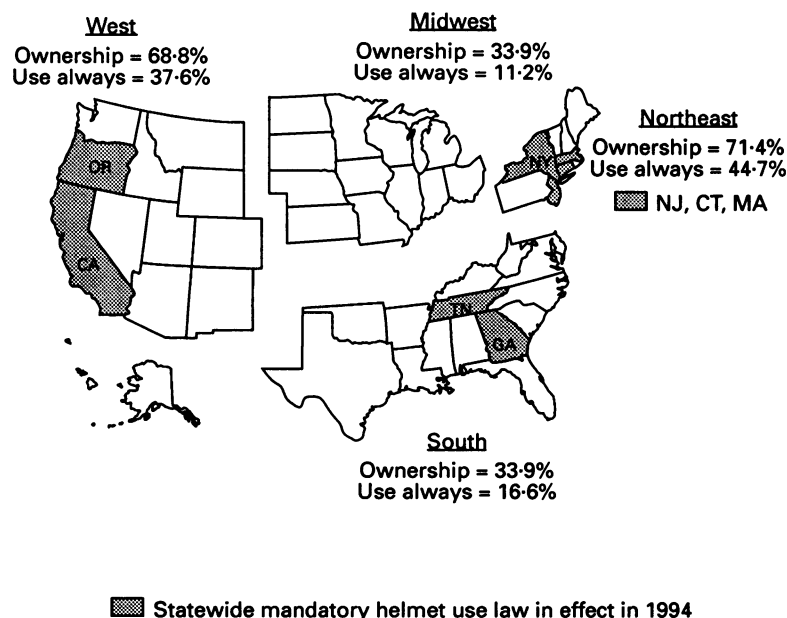 West
Ownership = 68·8%
Use always = 37·6%
Midwest
Ownership = 33·9%
Use always = 11·2%
Northeast
Ownership = 71·4%
Use always = 44·7%
NJ, CT, MA
OR
NY
CA
TN
GA
South
Ownership = 33·9%
Use always = 16·6%
Statewide mandatory helmet use law in effect in 1994